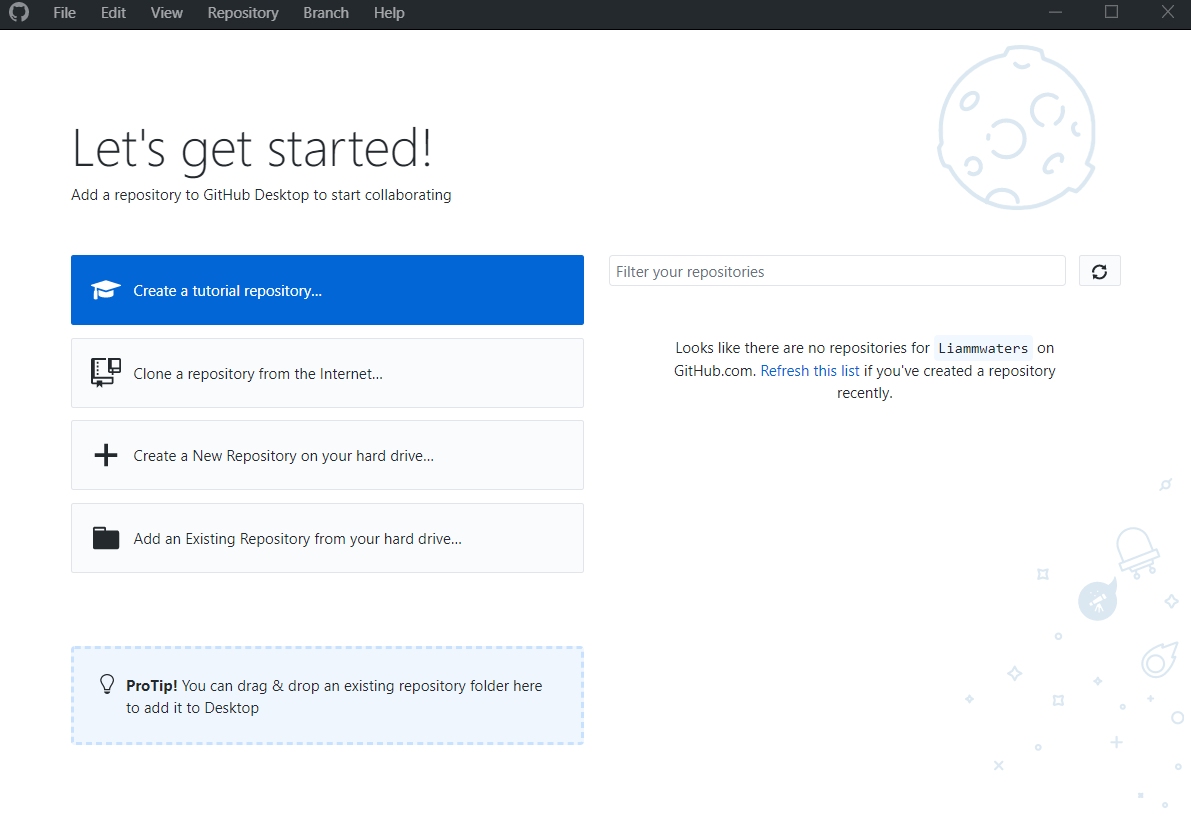 File Edit View Repository Branch Help
Let's get started!
Add a repository to GitHub Desktop to start collaborating
Create a tutorial repository...
Clone a repository from the Internet...
Create a New Repository on your hard drive...
Add an Existing Repository from your hard drive...
ProTip! You can drag & drop an existing repository folder here
to add it to Desktop
Filter your repositories
Looks like there are no repositories for Liammwaters on
GitHub.com. Refresh this list if you've created a repository
recently.